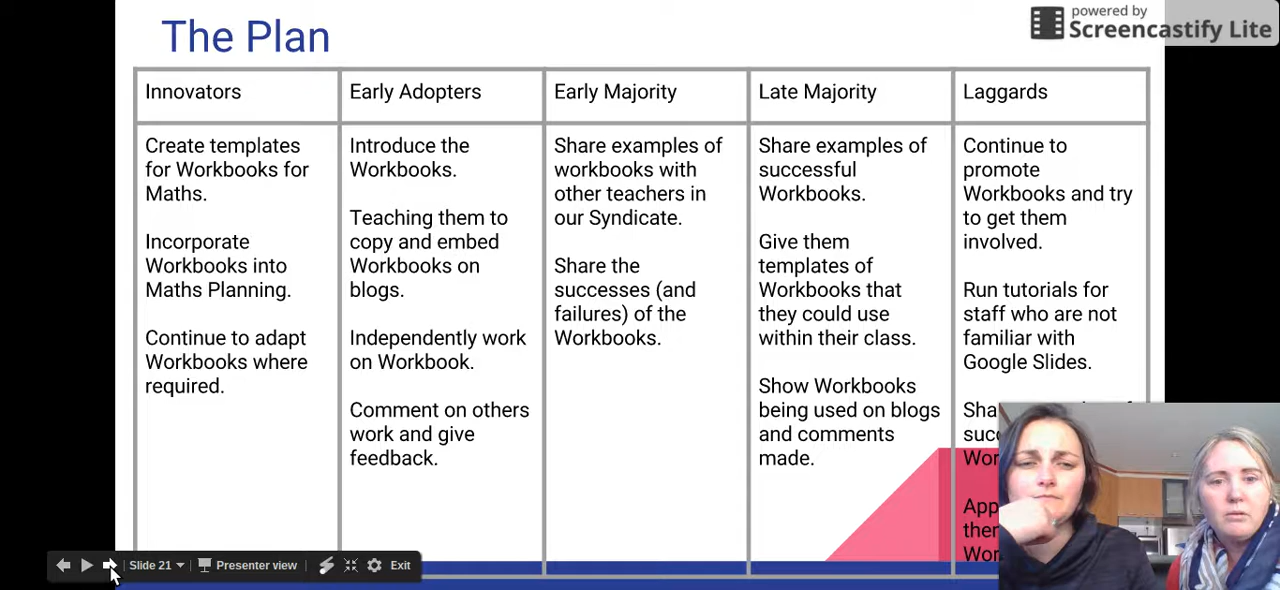 The Plan
powered by
Screencastify Lite
Innovators
Early Adopters
Early Majority
Late Majority
Laggards
Create templates
for Workbooks for
Maths.
Incorporate
Workbooks into
Maths Planning.
Continue to adapt
Workbooks where
required.
Introduce the
Workbooks.
Teaching them to
copy and embed
Workbooks on
blogs.
Independently work
on Workbook.
Comment on others
work and give
feedback.
Share examples of
workbooks with
other teachers in
our Syndicate.
Share the
successes (and
failures) of the
Workbooks.
Share examples of
successful
Workbooks.
Give them
templates of
Workbooks that
they could use
within their class.
Show Workbooks
being used on blogs
and comments
made.
Continue to
promote
Workbooks and try
to get them
involved.
Run tutorials for
staff who are not
familiar with
Google Slides.
Slide 21
Presenter view
Exit